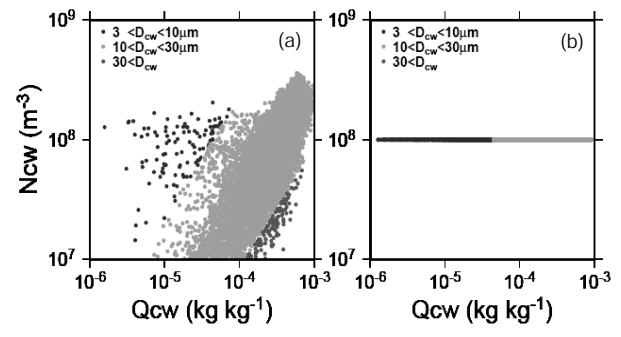 10⁹
3 <D_cw<10μm
10<D_cw<30μm
30<D_cw
(a)
10⁸
10⁷
Ncw (m⁻³)
10⁻⁶ 10⁻⁵ 10⁻⁴ 10⁻³
Qcw (kg kg⁻¹)
10⁹
3 <D_cw<10μm
10<D_cw<30μm
30<D_cw
(b)
10⁸
10⁷
10⁻⁶ 10⁻⁵ 10⁻⁴ 10⁻³
Qcw (kg kg⁻¹)